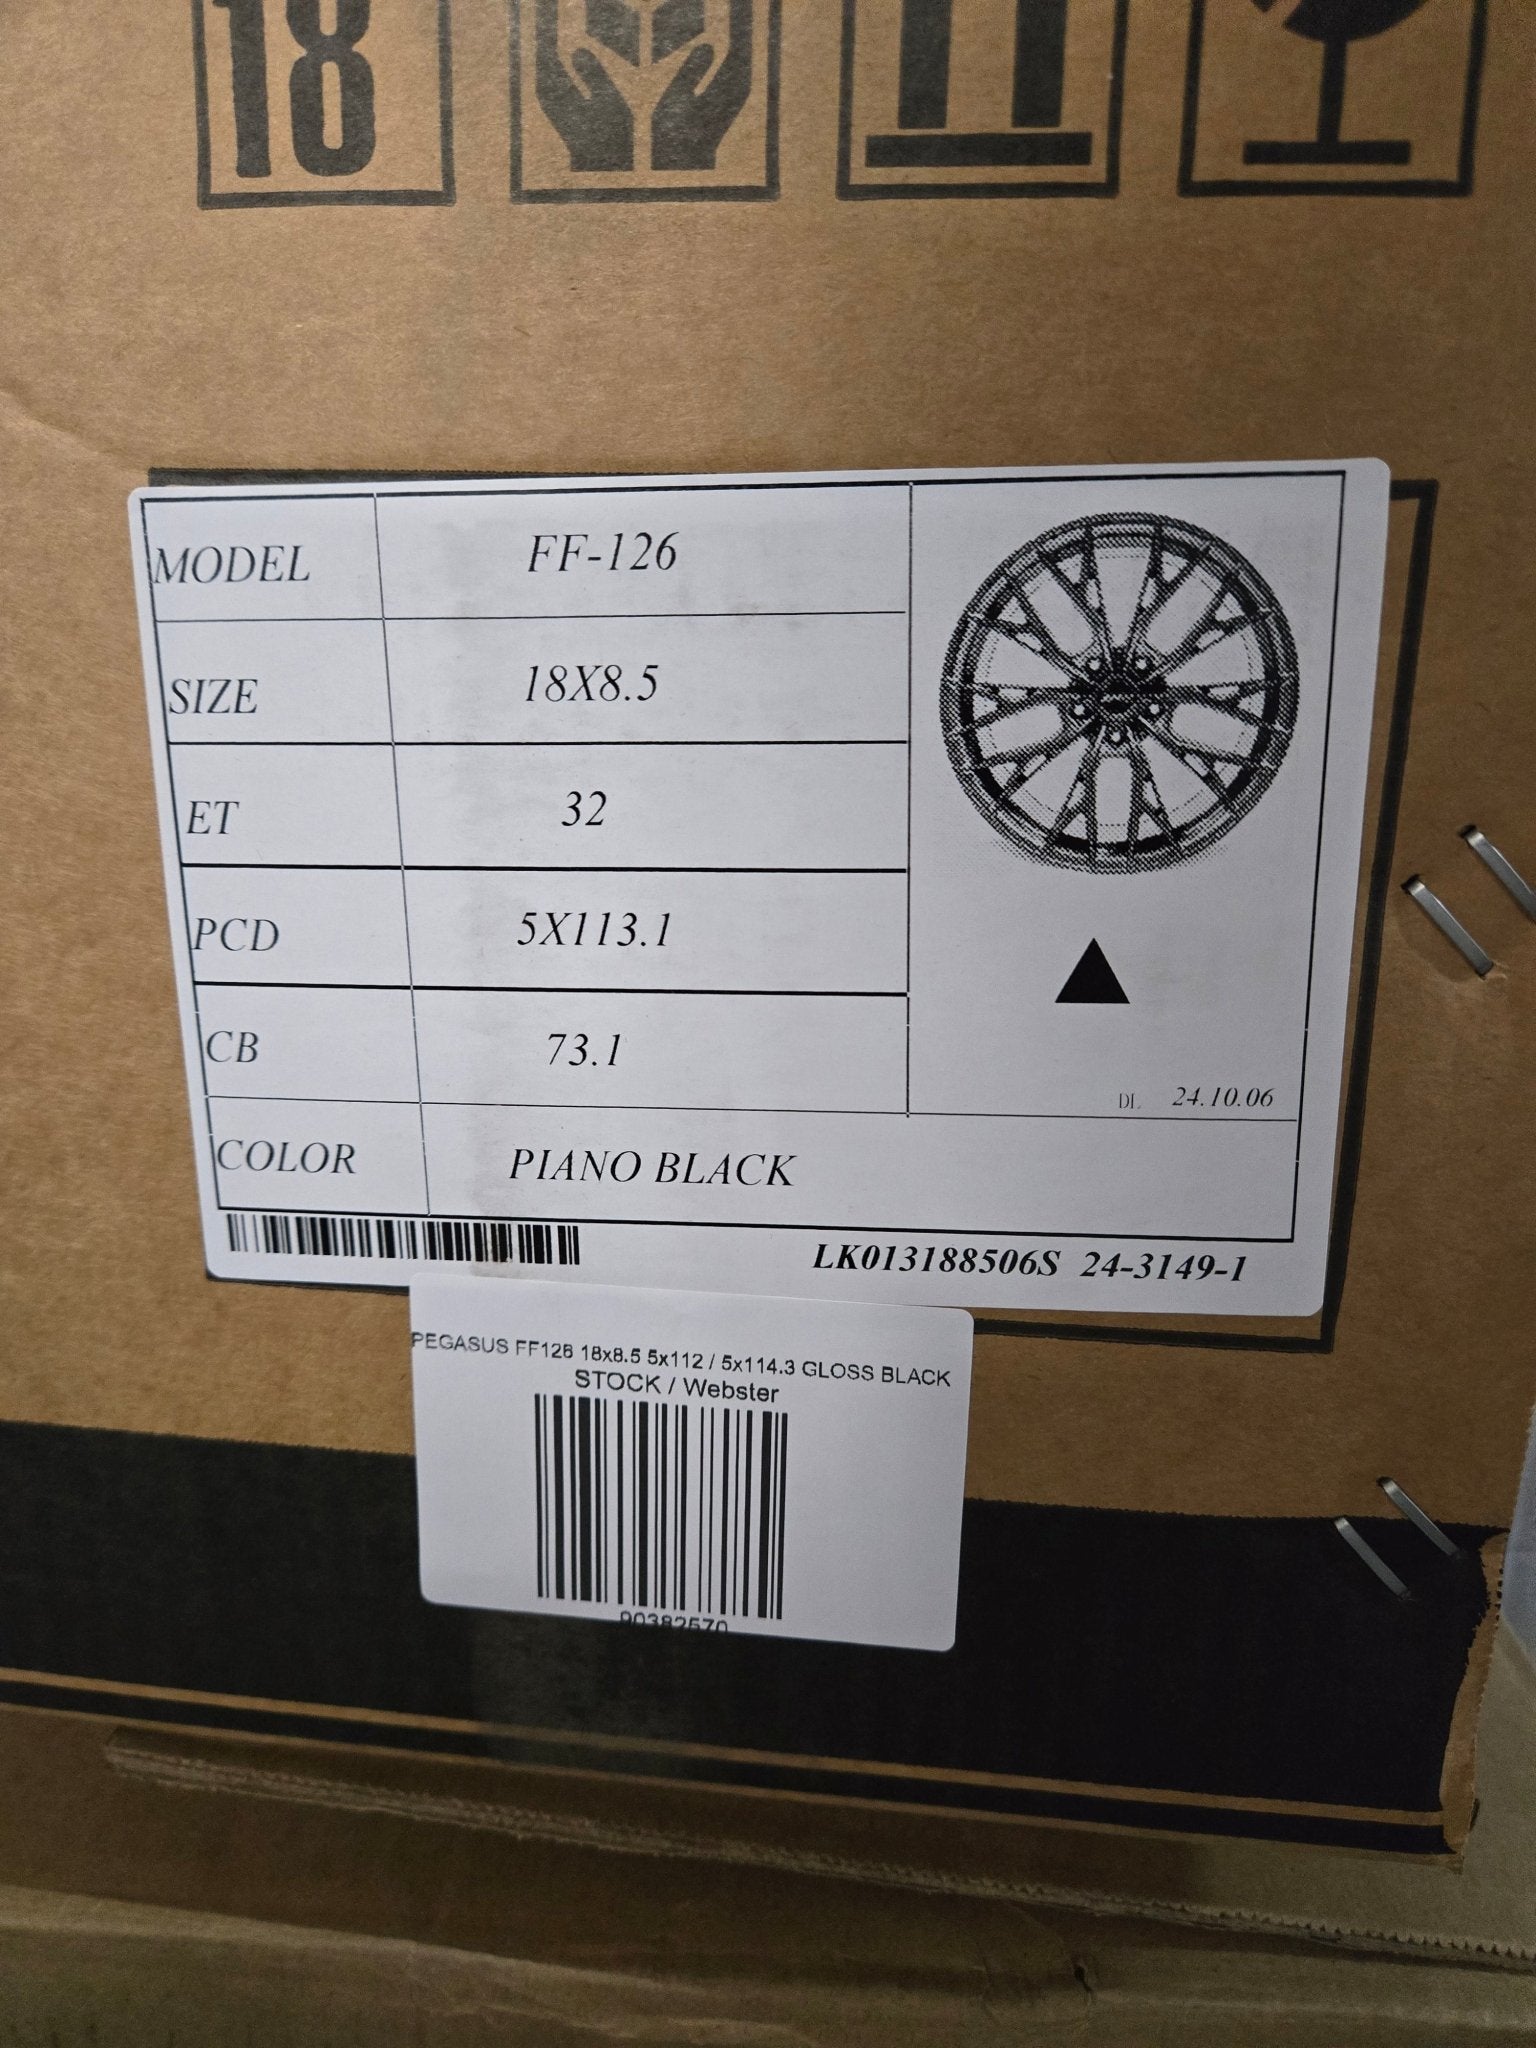 18
MODEL FF-126
SIZE 18X8.5
ET 32
PCD 5X113.1
CB 73.1
DL 24.10.06
COLOR PIANO BLACK
LK013188506S 24-3149-1
PEGASUS FF126 18x8.5 5x112 / 5x114.3 GLOSS BLACK
STOCK / Webster
90382570